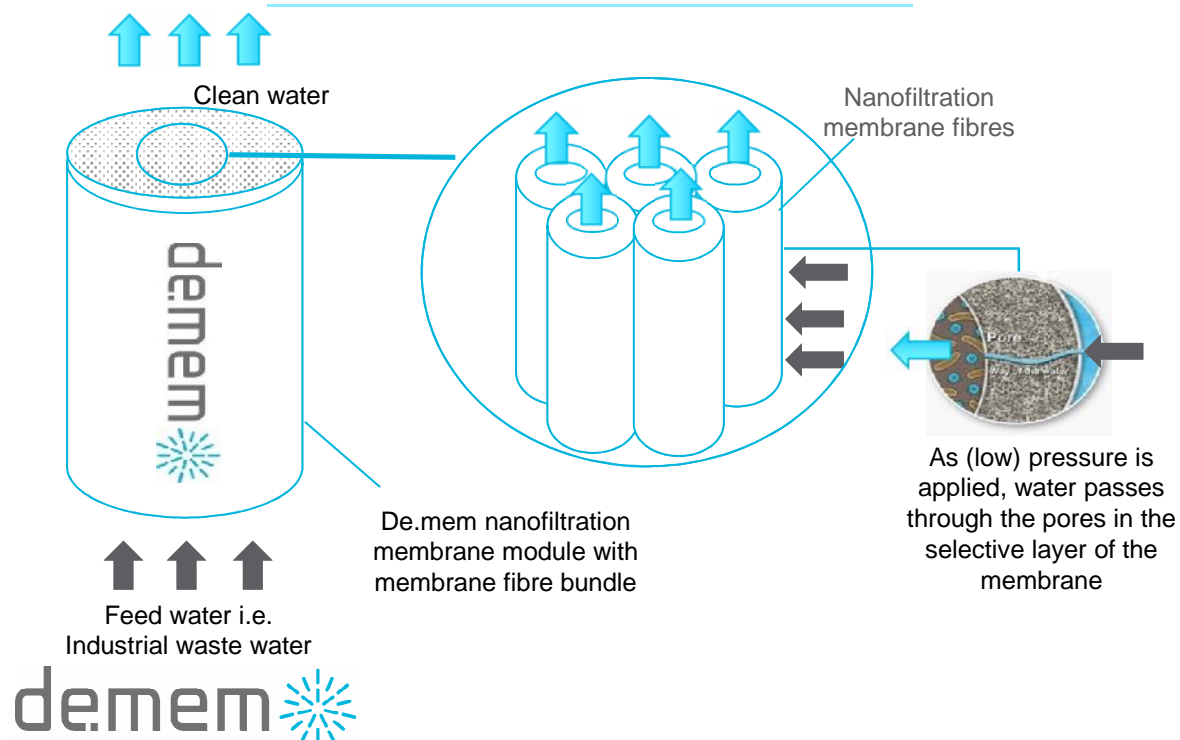 Clean water
Nanofiltration
membrane fibres
de.mem
Pore
As (low) pressure is
applied, water passes
through the pores in the
selective layer of the
membrane
De.mem nanofiltration
membrane module with
membrane fibre bundle
Feed water i.e.
Industrial waste water
de.mem